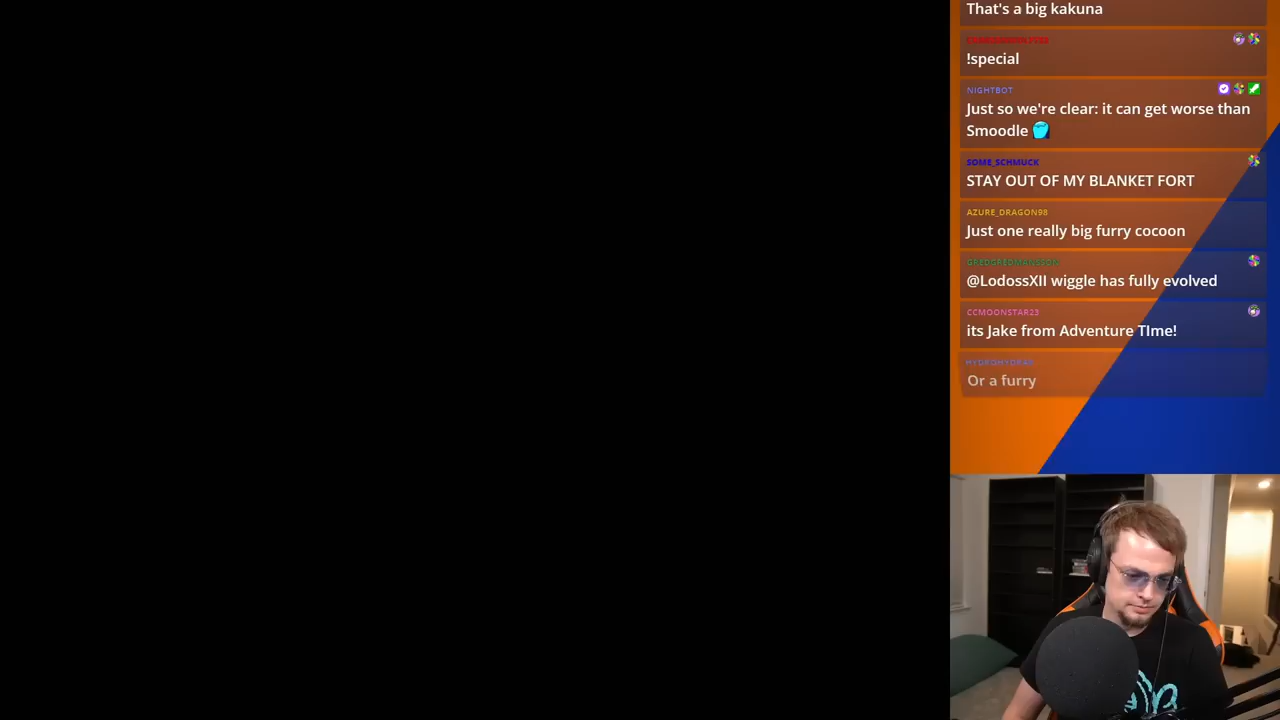 That's a big kakuna
!special
NIGHTBOT
Just so we're clear: it can get worse than
Smoodle
SOME_SCHMUCK
STAY OUT OF MY BLANKET FORT
AZURE_DRAGON98
Just one really big furry cocoon
@LodossXII wiggle has fully evolved
CCMOONSTAR23
its Jake from Adventure TIme!
Or a furry